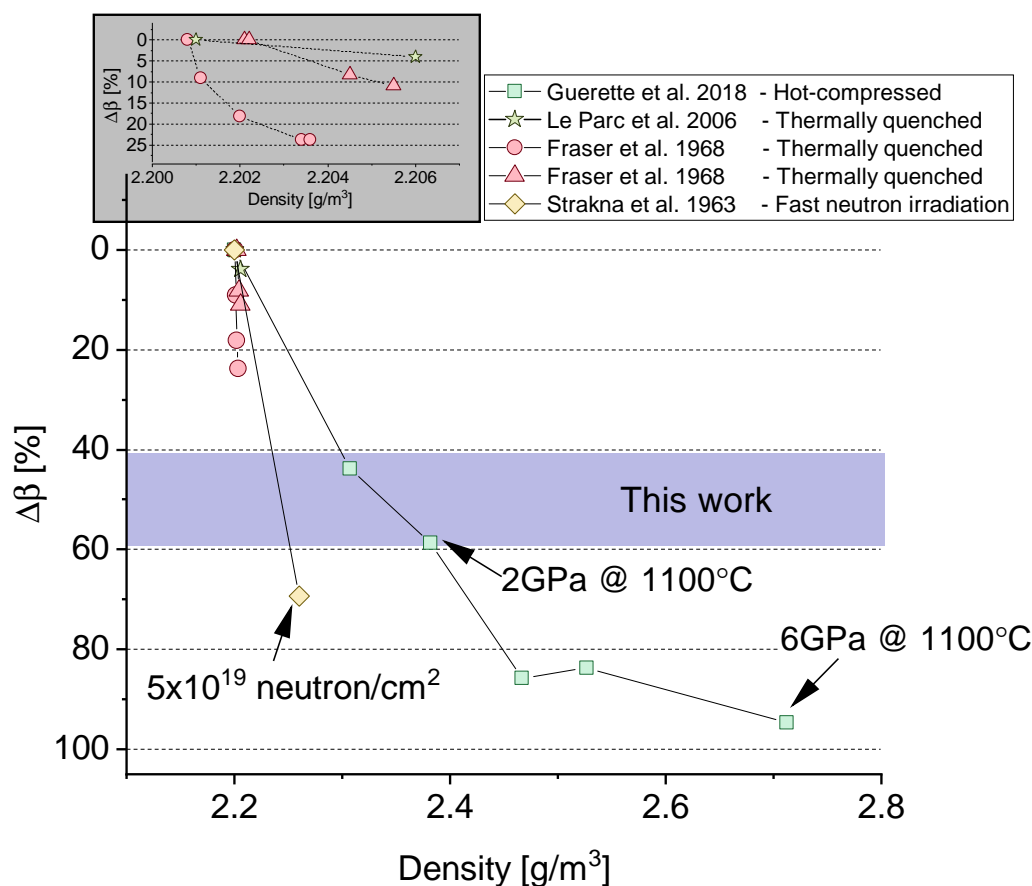 0
5
10
15
20
25
Δβ [%]
2.200 2.202 2.204 2.206
Density [g/m³]
Guerette et al. 2018 - Hot-compressed
Le Parc et al. 2006 - Thermally quenched
Fraser et al. 1968 - Thermally quenched
Fraser et al. 1968 - Thermally quenched
Strakna et al. 1963 - Fast neutron irradiation
0
20
40
60
80
100
Δβ [%]
This work
2GPa @ 1100°C
6GPa @ 1100°C
5x10¹⁹ neutron/cm²
2.2 2.4 2.6 2.8
Density [g/m³]